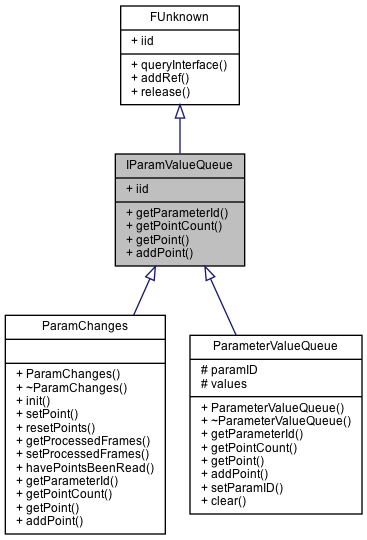 FUnknown
+ iid
+ queryInterface()
+ addRef()
+ release()
IParamValueQueue
+ iid
+ getParameterId()
+ getPointCount()
+ getPoint()
+ addPoint()
ParamChanges
+ ParamChanges()
+ ~ParamChanges()
+ init()
+ setPoint()
+ resetPoints()
+ getProcessedFrames()
+ setProcessedFrames()
+ havePointsBeenRead()
+ getParameterId()
+ getPointCount()
+ getPoint()
+ addPoint()
ParameterValueQueue
# paramID
# values
+ ParameterValueQueue()
+ ~ParameterValueQueue()
+ getParameterId()
+ getPointCount()
+ getPoint()
+ addPoint()
+ setParamID()
+ clear()